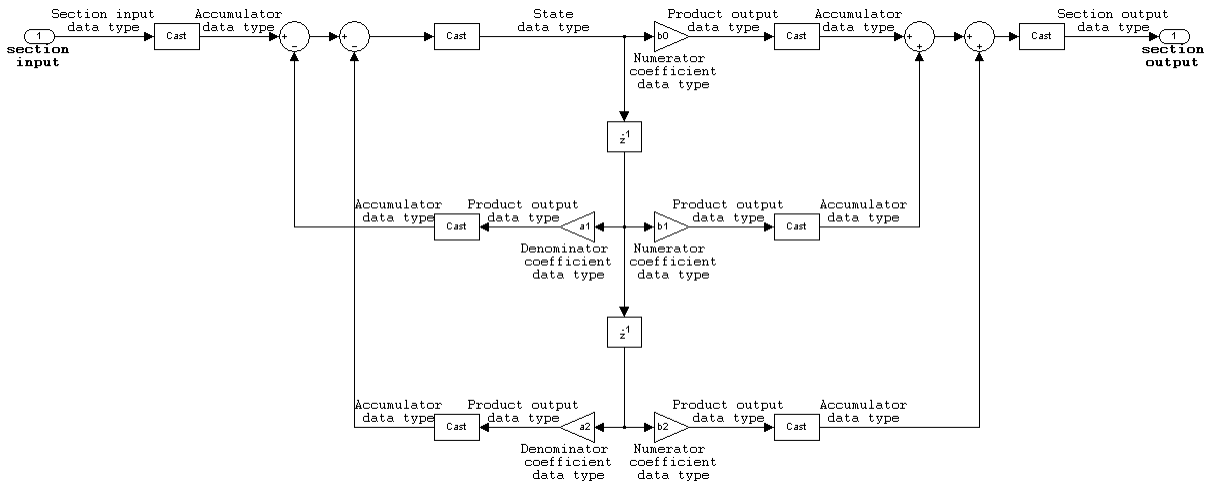 Section input
data type
Accumulator
data type
State
data type
Product output
data type
Accumulator
data type
Section output
data type
1
Cast
+
−
+
−
Cast
b0
Cast
+
+
+
+
Cast
1
section
input
section
output
Numerator
coefficient
data type
z-1
Accumulator
data type
Product output
data type
Product output
data type
Accumulator
data type
Cast
a1
b1
Cast
Denominator
coefficient
data type
Numerator
coefficient
data type
z-1
Accumulator
data type
Product output
data type
Product output
data type
Accumulator
data type
Cast
a2
b2
Cast
Denominator
coefficient
data type
Numerator
coefficient
data type